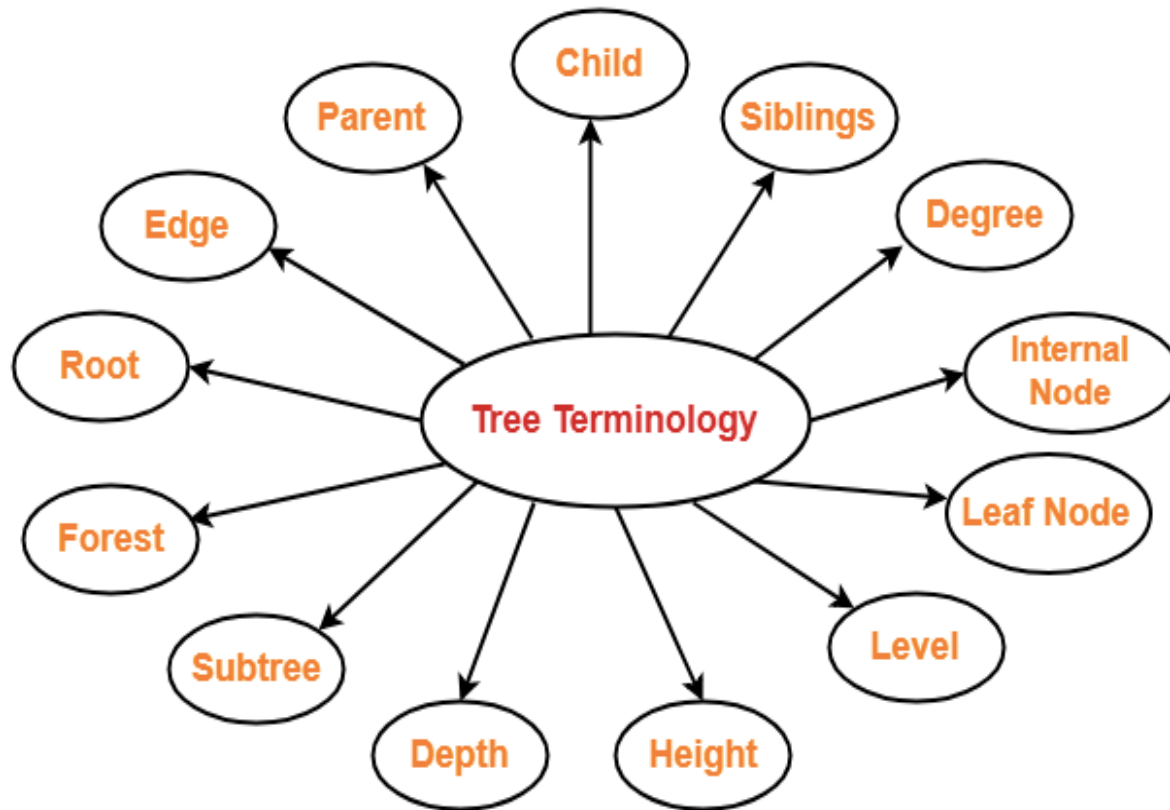 Child
Parent
Siblings
Edge
Degree
Root
Internal
Node
Tree Terminology
Forest
Leaf Node
Subtree
Level
Depth
Height